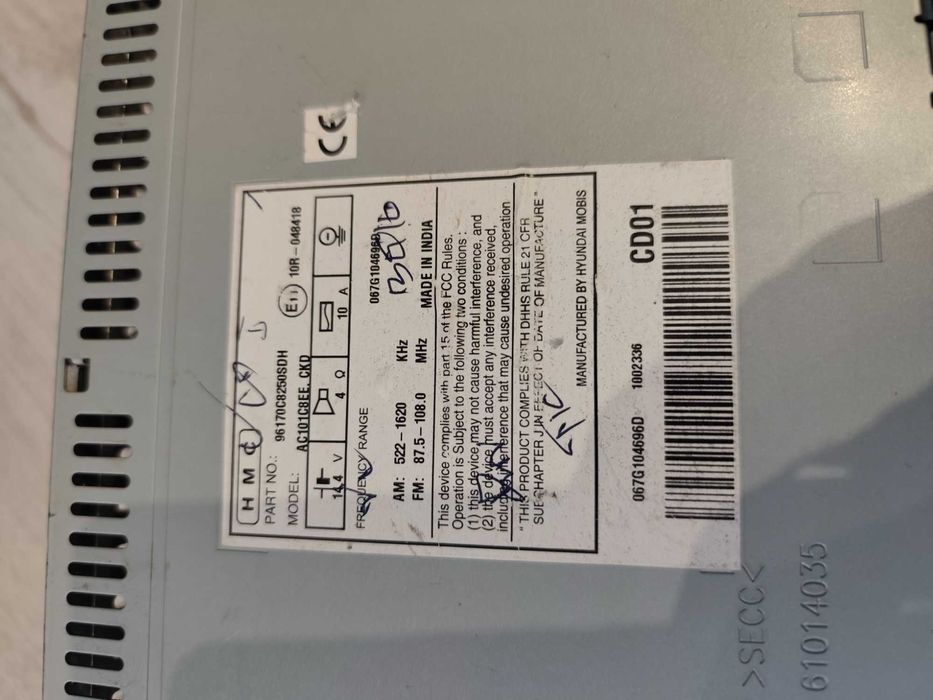 CE
H M C
PART NO.: 96170C8250SDH
MODEL: AC101C8EE. CKD
E11 10R-048418
14.4 V 4 Ω 10 A
FREQUENCY RANGE 067G104696D
AM: 522-1620 KHz
FM: 87.5-108.0 MHz MADE IN INDIA
This device complies with part 15 of the FCC Rules.
Operation is Subject to the following two conditions :
(1) this device may not cause harmful interference, and
(2) the device must accept any interference received,
including interference that may cause undesired operation
"THIS PRODUCT COMPLIES WITH DHHS RULE 21 CFR
SUBCHAPTER J IN EFFECT OF DATE OF MANUFACTURE"
MANUFACTURED BY HYUNDAI MOBIS
067G104696D 1002336 CD01
>SECC<
61014035